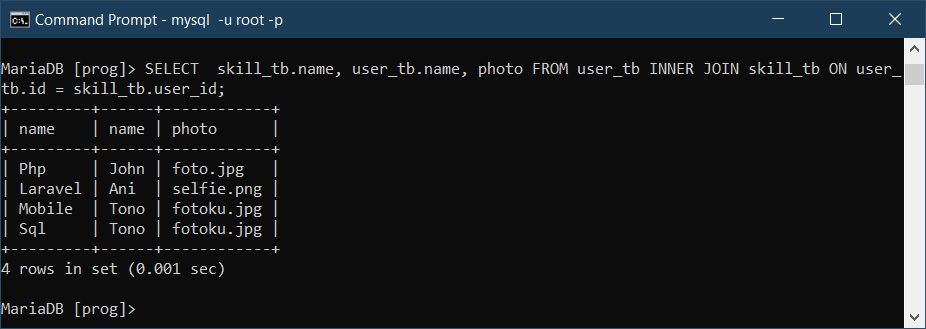 Command Prompt - mysql  -u root -p
MariaDB [prog]> SELECT  skill_tb.name, user_tb.name, photo FROM user_tb INNER JOIN skill_tb ON user_
tb.id = skill_tb.user_id;
+---------+------+------------+
| name    | name | photo      |
+---------+------+------------+
| Php     | John | foto.jpg   |
| Laravel | Ani  | selfie.png |
| Mobile  | Tono | fotoku.jpg |
| Sql     | Tono | fotoku.jpg |
+---------+------+------------+
4 rows in set (0.001 sec)
MariaDB [prog]>